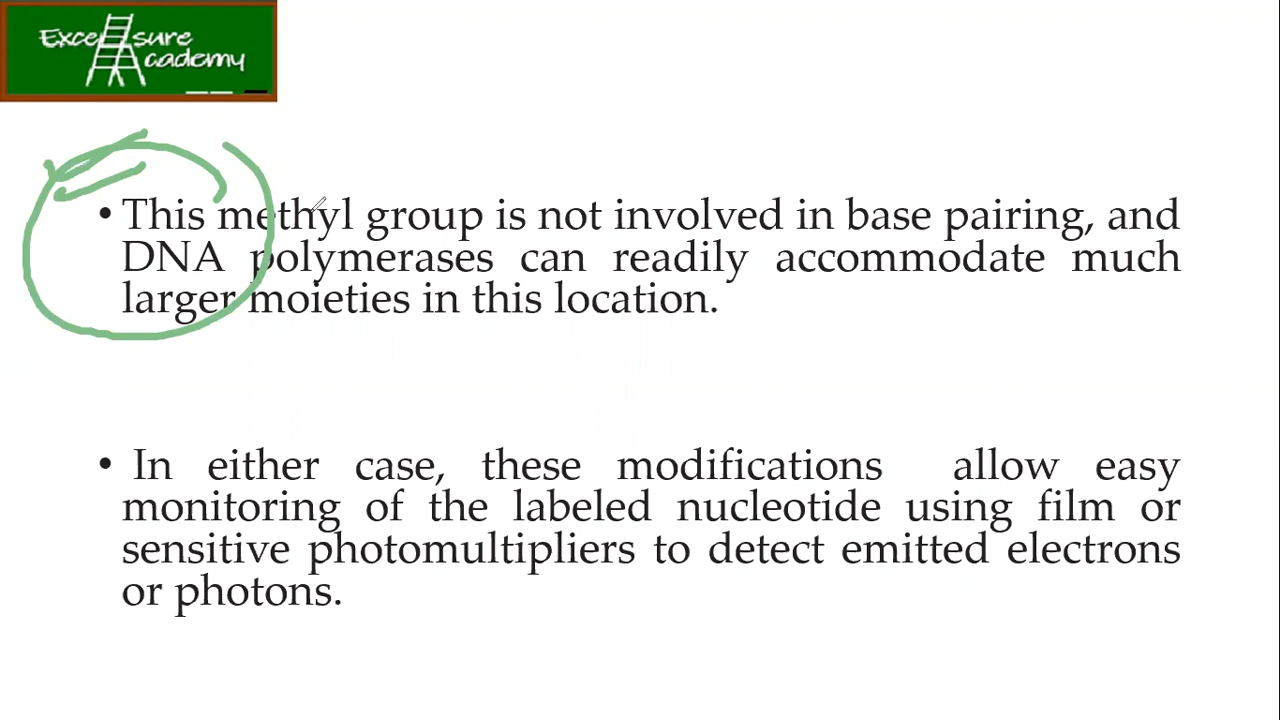 Excel sure
Academy
• This methyl group is not involved in base pairing, and
DNA polymerases can readily accommodate much
larger moieties in this location.
• In either case, these modifications allow easy
monitoring of the labeled nucleotide using film or
sensitive photomultipliers to detect emitted electrons
or photons.